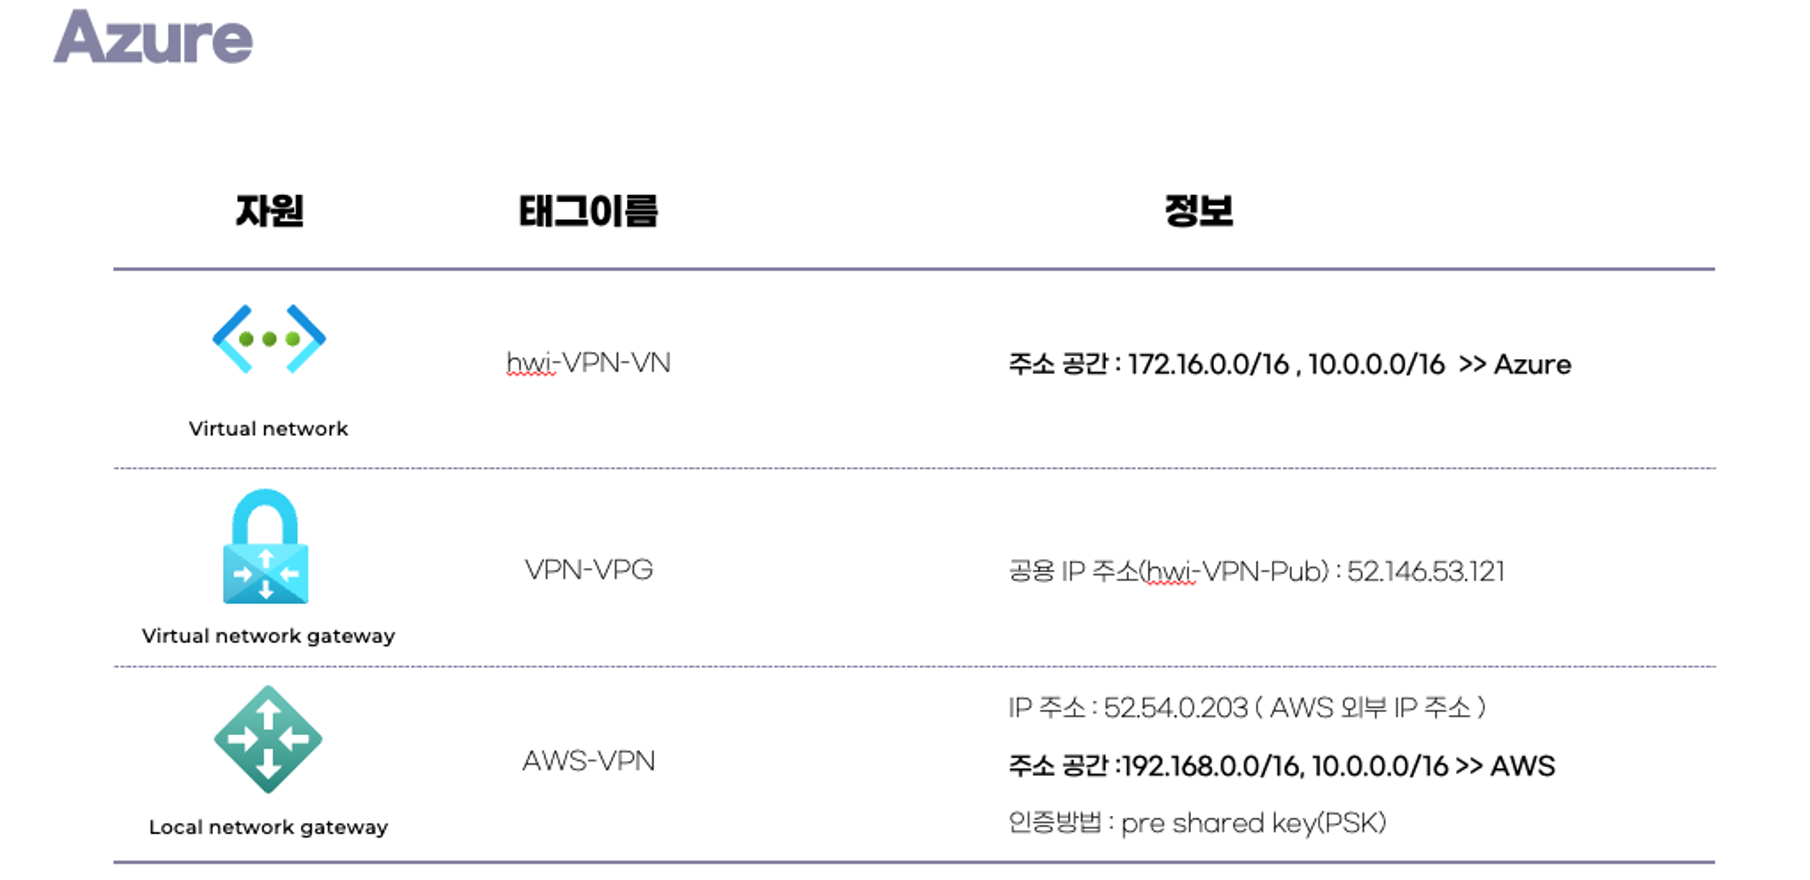 Azure
자원 태그이름 정보
hwi-VPN-VN 주소 공간 : 172.16.0.0/16 , 10.0.0.0/16 >> Azure
Virtual network
VPN-VPG 공용 IP 주소(hwi-VPN-Pub) : 52.146.53.121
Virtual network gateway
IP 주소 : 52.54.0.203 ( AWS 외부 IP 주소 )
AWS-VPN 주소 공간 :192.168.0.0/16, 10.0.0.0/16 >> AWS
인증방법 : pre shared key(PSK)
Local network gateway